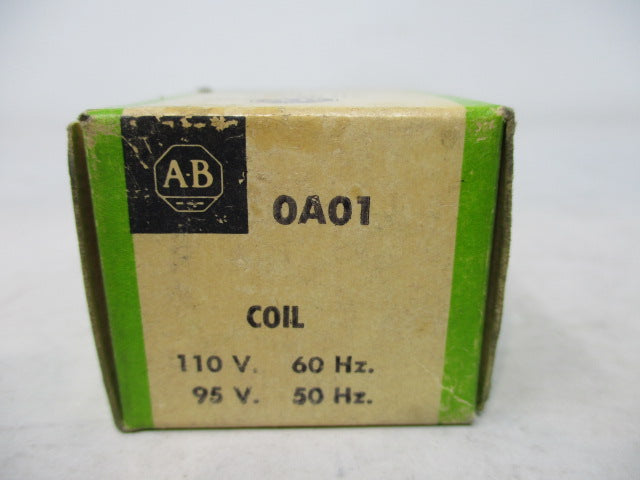 A-B
0A01
COIL
110 V. 60 Hz.
95 V. 50 Hz.